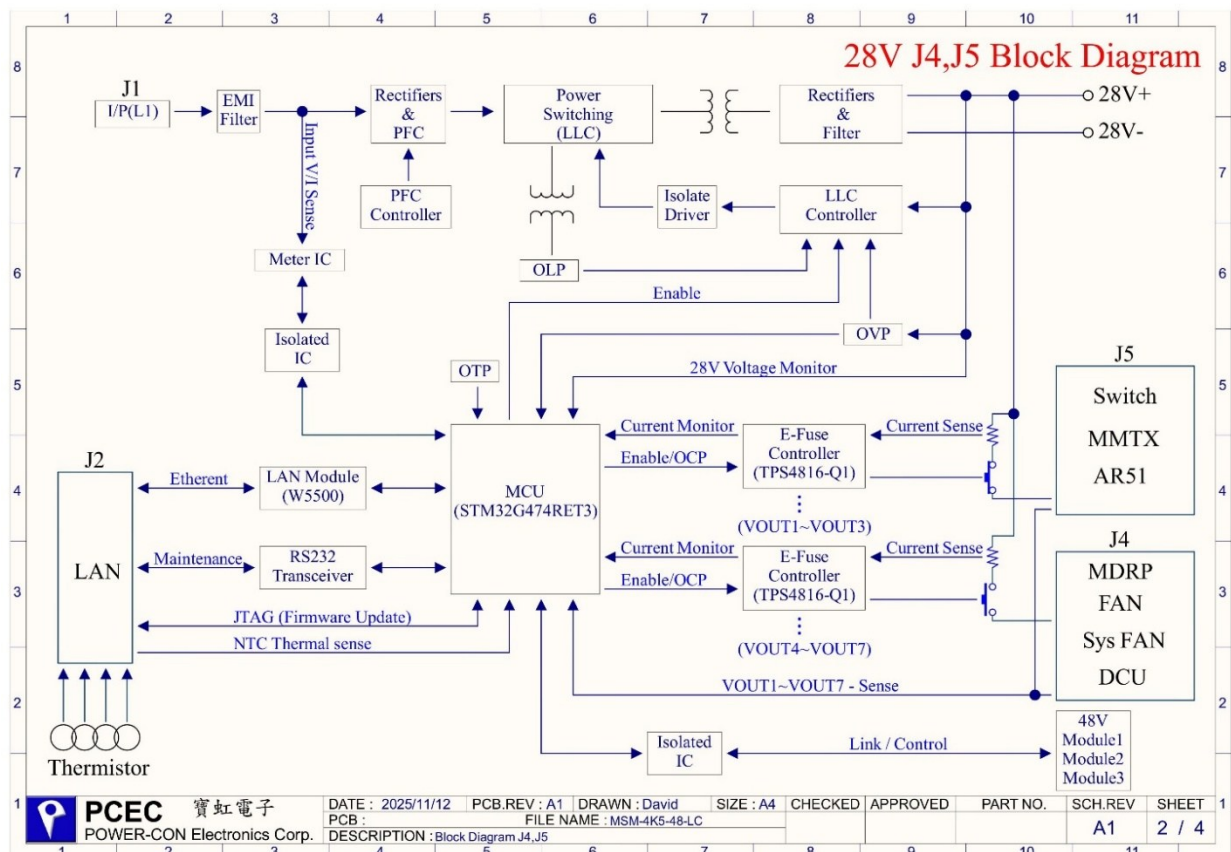 1 2 3 4 5 6 7 8 9 10 11
8 8
7 7
6 6
5 5
4 4
3 3
2 2
1 1
28V J4,J5 Block Diagram
J1
I/P(L1)
EMI
Filter
Rectifiers
&
PFC
Power
Switching
(LLC)
Rectifiers
&
Filter
28V+
28V-
Input V/I Sense
PFC
Controller
Isolate
Driver
LLC
Controller
Meter IC
OLP
Enable
Isolated
IC
OVP
OTP
28V Voltage Monitor
J5
Switch
MMTX
AR51
Current Monitor
Enable/OCP
E-Fuse
Controller
(TPS4816-Q1)
Current Sense
(VOUT1~VOUT3)
J2
LAN
Etherent
LAN Module
(W5500)
MCU
(STM32G474RET3)
Maintenance
RS232
Transceiver
Current Monitor
Enable/OCP
E-Fuse
Controller
(TPS4816-Q1)
Current Sense
(VOUT4~VOUT7)
J4
MDRP
FAN
Sys FAN
DCU
JTAG (Firmware Update)
NTC Thermal sense
VOUT1~VOUT7 - Sense
Thermistor
Isolated
IC
Link / Control
48V
Module1
Module2
Module3
PCEC 寶虹電子
POWER-CON Electronics Corp.
DATE : 2025/11/12 PCB.REV : A1 DRAWN : David SIZE : A4 CHECKED APPROVED PART NO. SCH.REV SHEET
PCB : FILE NAME : MSM-4K5-48-LC A1 2 / 4
DESCRIPTION : Block Diagram J4,J5
1 2 3 4 5 6 7 8 9 10 11